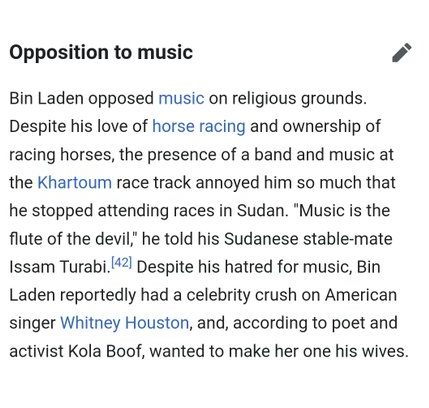 Opposition to music
Bin Laden opposed music on religious grounds.
Despite his love of horse racing and ownership of
racing horses, the presence of a band and music at
the Khartoum race track annoyed him so much that
he stopped attending races in Sudan. "Music is the
flute of the devil," he told his Sudanese stable-mate
Issam Turabi.[42] Despite his hatred for music, Bin
Laden reportedly had a celebrity crush on American
singer Whitney Houston, and, according to poet and
activist Kola Boof, wanted to make her one his wives.